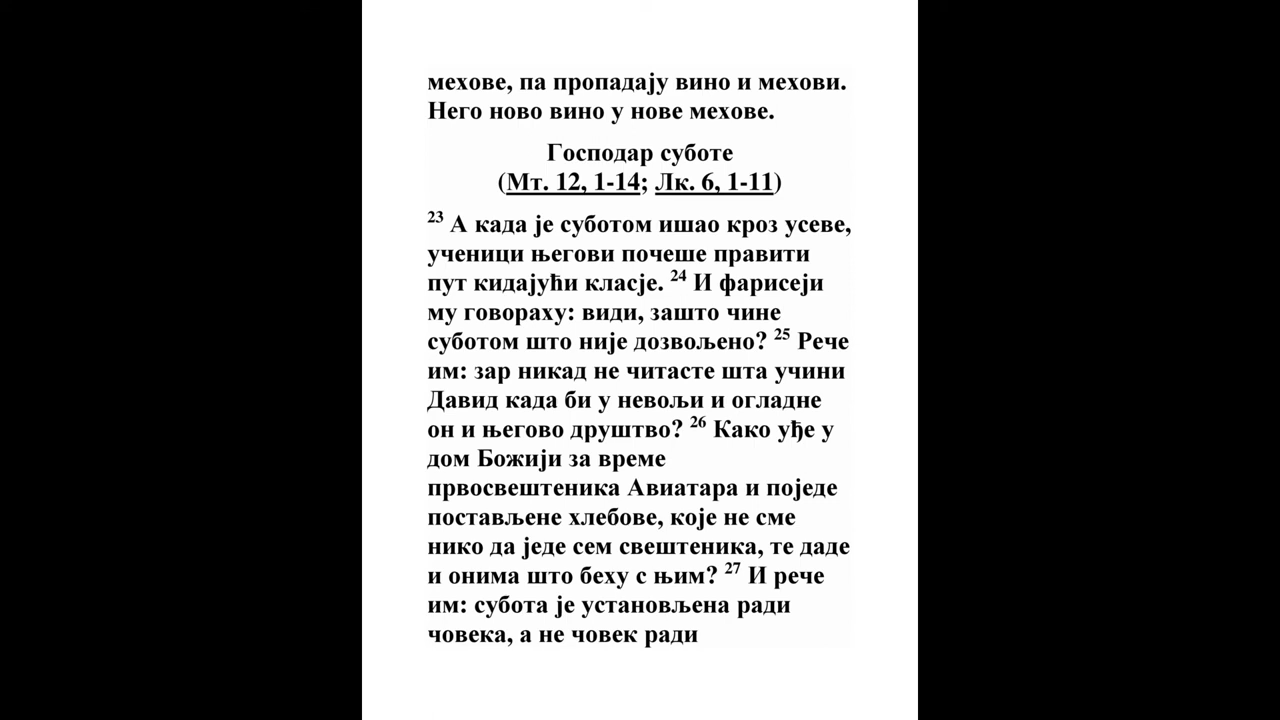 мехове, па пропадају вино и мехови.
Него ново вино у нове мехове.
Господар суботе
(Мт. 12, 1-14; Лк. 6, 1-11)
23 А када је суботом ишао кроз усеве,
ученици његови почеше правити
пут кидајући класје. 24 И фарисеји
му говораху: види, зашто чине
суботом што није дозвољено? 25 Рече
им: зар никад не читасте шта учини
Давид када би у невољи и огладне
он и његово друштво? 26 Како уђе у
дом Божији за време
првосвештеника Авиатара и поједе
постављене хлебове, које не сме
нико да једе сем свештеника, те даде
и онима што беху с њим? 27 И рече
им: субота је установљена ради
човека, а не човек ради